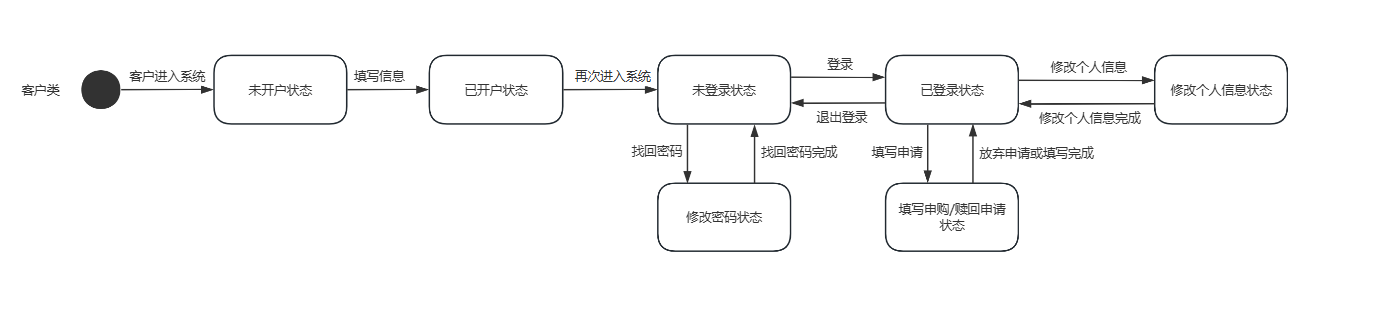 客户类
客户进入系统
未开户状态
填写信息
已开户状态
再次进入系统
未登录状态
登录
退出登录
已登录状态
修改个人信息
修改个人信息完成
修改个人信息状态
找回密码
找回密码完成
填写申请
放弃申请或填写完成
修改密码状态
填写申购/赎回申请
状态